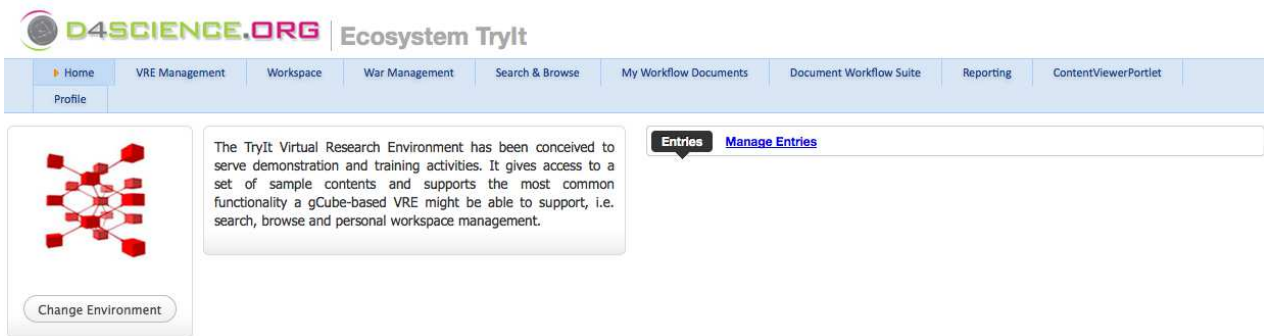 D4SCIENCE.ORG Ecosystem TryIt
Home VRE Management Workspace War Management Search & Browse My Workflow Documents Document Workflow Suite Reporting ContentViewerPortlet
Profile
The TryIt Virtual Research Environment has been conceived to
serve demonstration and training activities. It gives access to a
set of sample contents and supports the most common
functionality a gCube-based VRE might be able to support, i.e.
search, browse and personal workspace management.
Change Environment
Entries Manage Entries